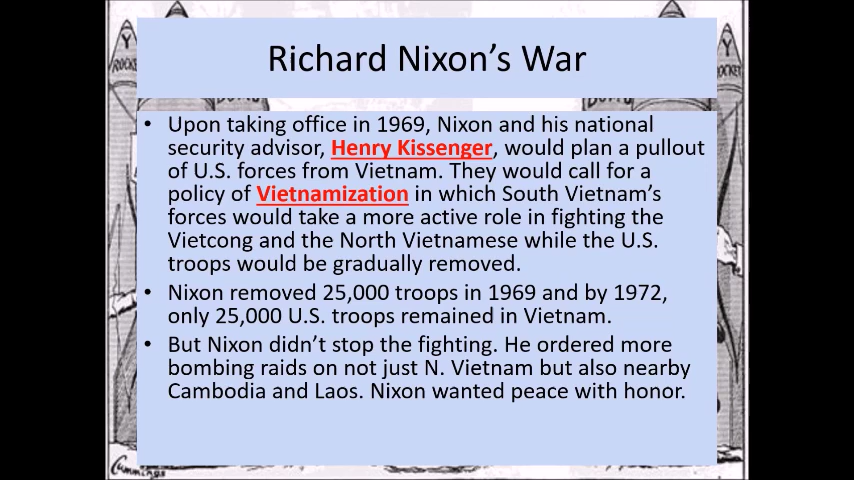 Richard Nixon's War
• Upon taking office in 1969, Nixon and his national
security advisor, Henry Kissenger, would plan a pullout
of U.S. forces from Vietnam. They would call for a
policy of Vietnamization in which South Vietnam's
forces would take a more active role in fighting the
Vietcong and the North Vietnamese while the U.S.
troops would be gradually removed.
• Nixon removed 25,000 troops in 1969 and by 1972,
only 25,000 U.S. troops remained in Vietnam.
• But Nixon didn't stop the fighting. He ordered more
bombing raids on not just N. Vietnam but also nearby
Cambodia and Laos. Nixon wanted peace with honor.
Cummings